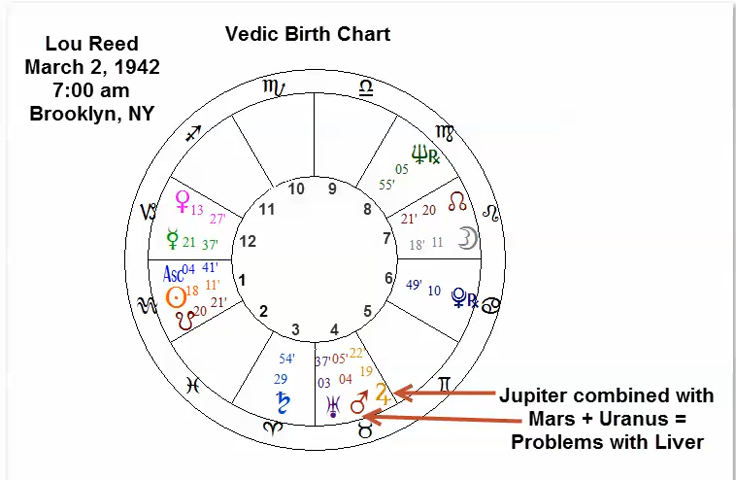 Vedic Birth Chart
Lou Reed
March 2, 1942
7:00 am
Brooklyn, NY
10 9
11 8
12 7
1 6
2 5
3 4
05
55'
13 27'
21 37'
21' 20
18' 11
Asc 04 41'
18 11'
20 21'
49' 10
54'
29
37' 05' 22
03 04 19
Jupiter combined with
Mars + Uranus =
Problems with Liver